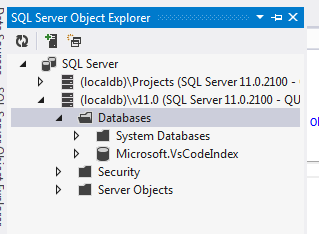 SQL Server Object Explorer
SQL Server
(localdb)\Projects (SQL Server 11.0.2100 -
(localdb)\v11.0 (SQL Server 11.0.2100 - QU
Databases
System Databases
Microsoft.VsCodeIndex
Security
Server Objects